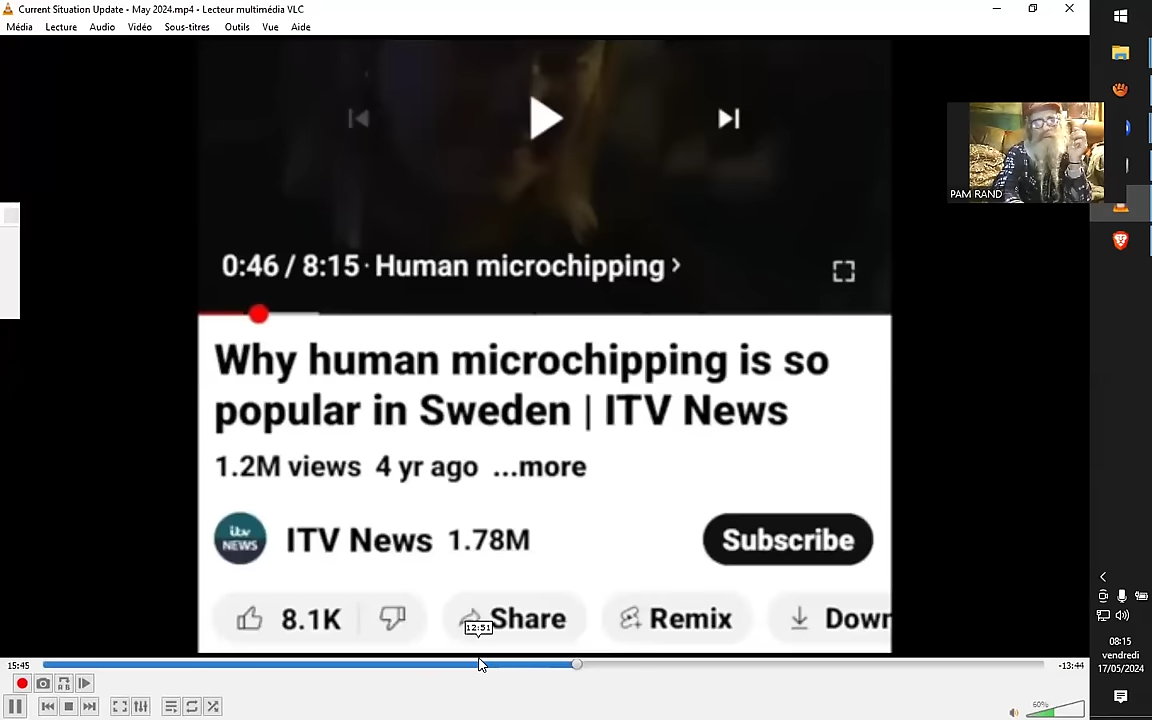 Current Situation Update - May 2024.mp4 - Lecteur multimédia VLC
Média Lecture Audio Vidéo Sous-titres Outils Vue Aide
PAM RAND
0:46 / 8:15 · Human microchipping >
Why human microchipping is so
popular in Sweden | ITV News
1.2M views 4 yr ago ...more
itv
NEWS
ITV News 1.78M
Subscribe
8.1K
Share
Remix
Down
12:51
15:45
-13:44
60%
08:15
vendredi
17/05/2024